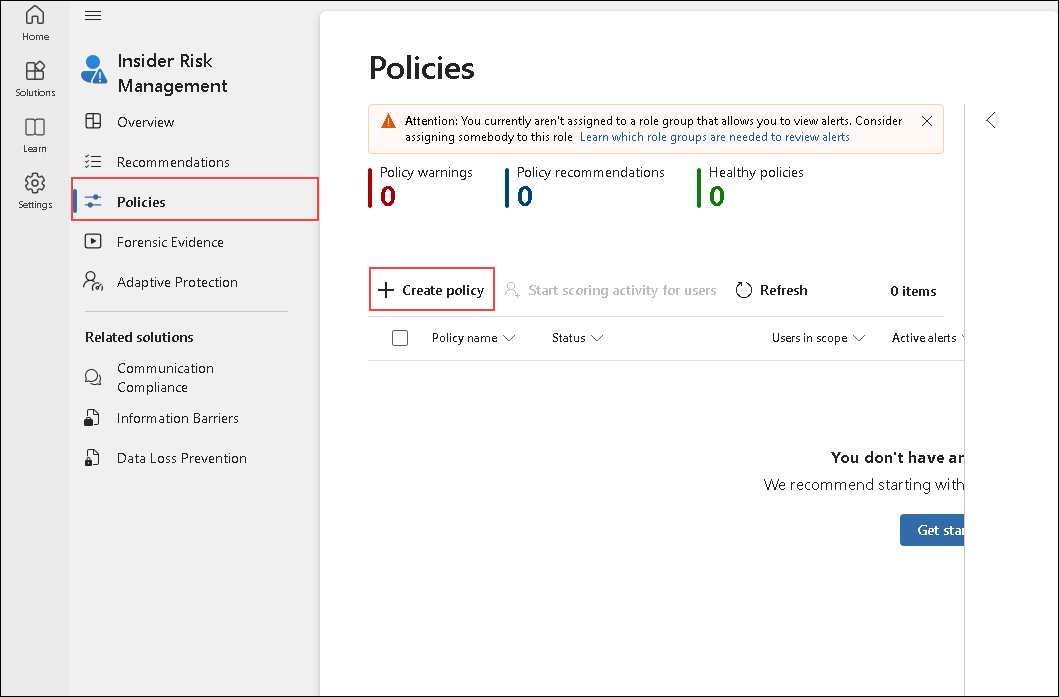 Home
Solutions
Learn
Settings
Insider Risk
Management
Overview
Recommendations
Policies
Forensic Evidence
Adaptive Protection
Related solutions
Communication
Compliance
Information Barriers
Data Loss Prevention
Policies
Attention: You currently aren't assigned to a role group that allows you to view alerts. Consider
assigning somebody to this role Learn which role groups are needed to review alerts
Policy warnings
0
Policy recommendations
0
Healthy policies
0
Create policy
Start scoring activity for users
Refresh
0 items
Policy name
Status
Users in scope
Active alerts
You don't have
We recommend starting with
Get